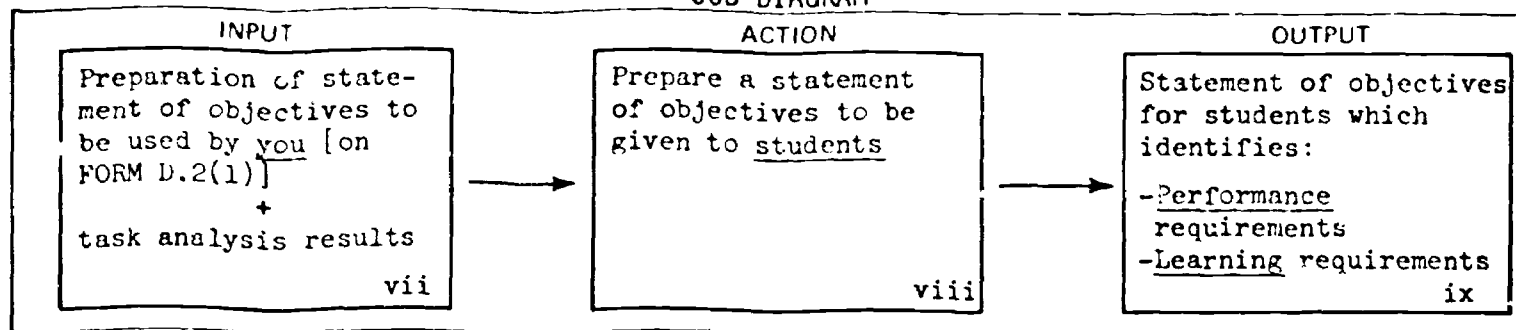 INPUT
Preparation of state-
ment of objectives to
be used by you [on
FORM D.2(1)]
+
task analysis results
vii
ACTION
Prepare a statement
of objectives to be
given to students
viii
OUTPUT
Statement of objectives
for students which
identifies:
-Performance
requirements
-Learning requirements
ix